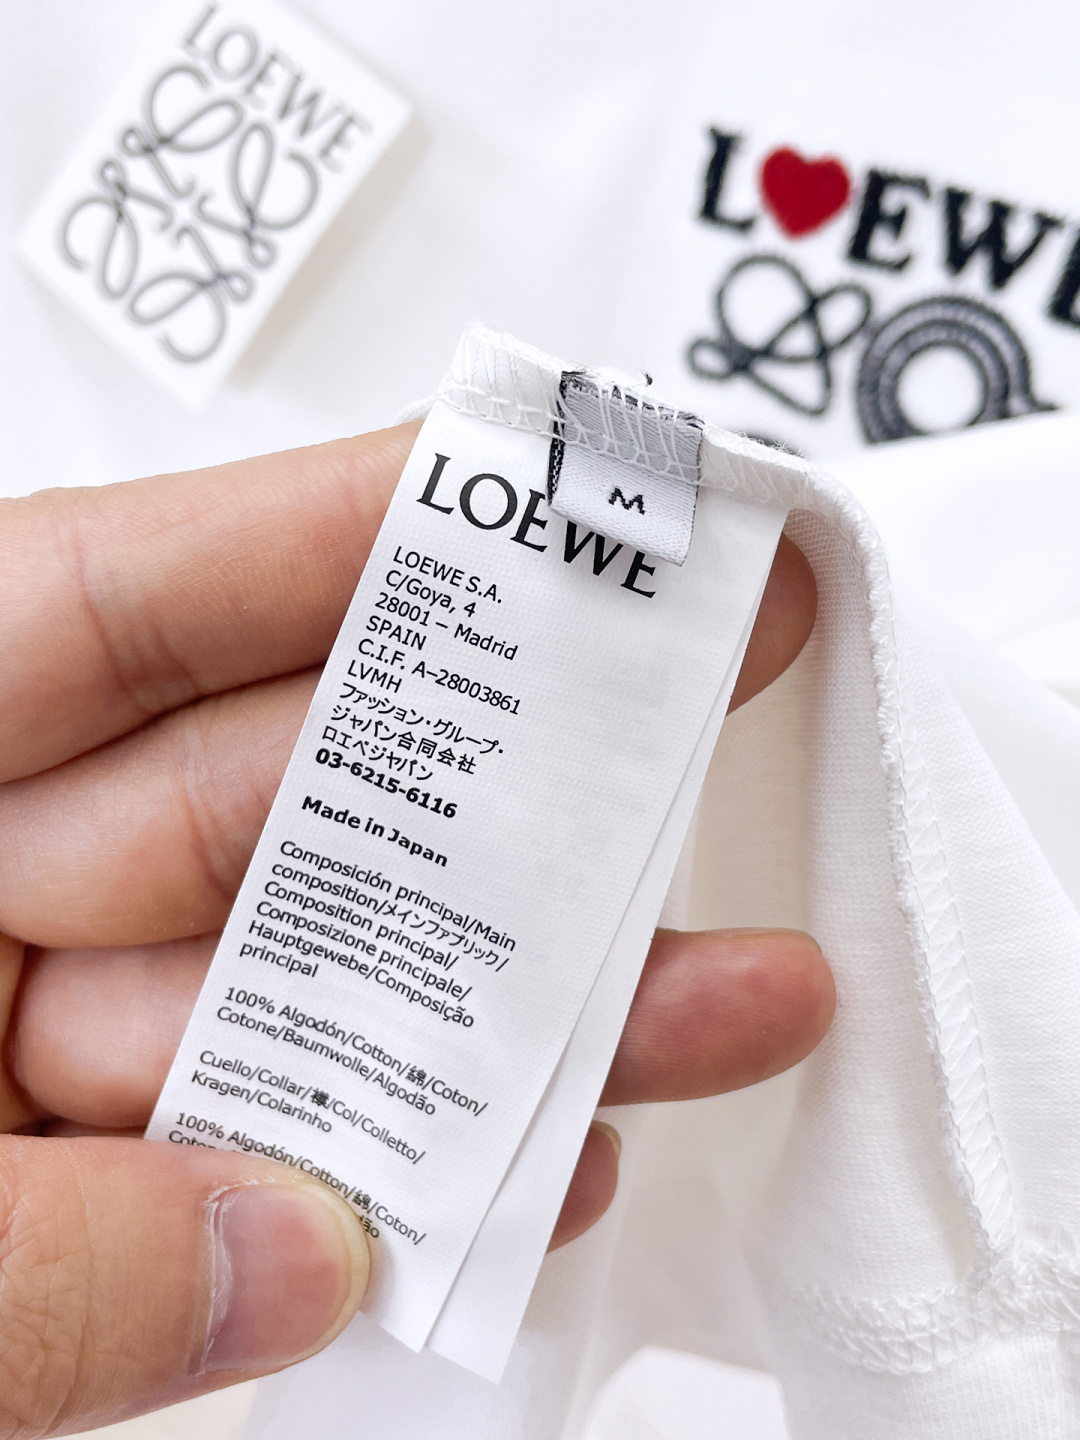 LOEWE
L❤EWE
M
LOEWE
LOEWE S.A.
C/Goya, 4
28001 – Madrid
SPAIN
C.I.F. A–28003861
LVMH
ファッション・グループ・
ジャパン合同会社
ロエベジャパン
03-6215-6116
Made in Japan
Composición principal/Main
composition/メインファブリック/
Composition principal/
Composizione principale/
Hauptgewebe/Composição
principal
100% Algodón/Cotton/綿/Coton/
Cotone/Baumwolle/Algodão
Cuello/Collar/襟/Col/Colletto/
Kragen/Colarinho
100% Algodón/Cotton/綿/Coton/